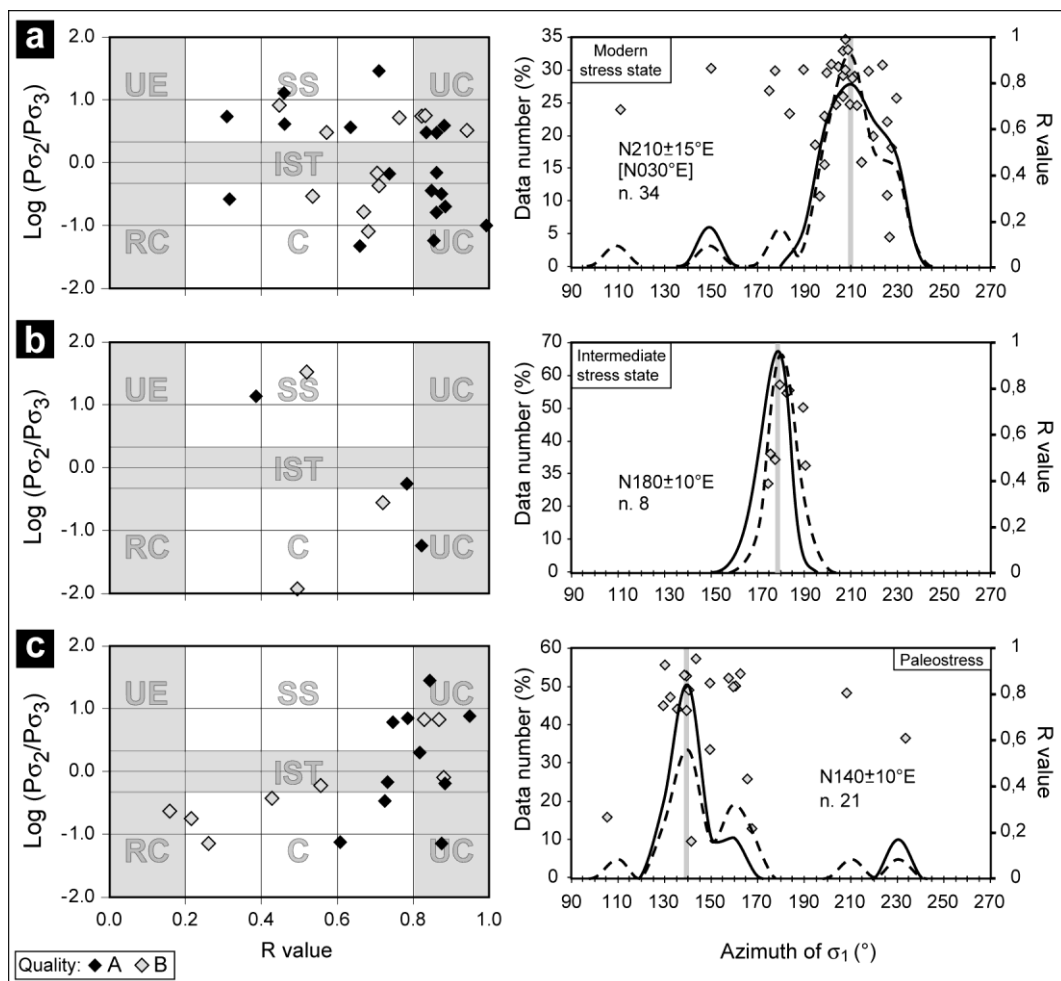 a
Log (Pσ2/Pσ3)
2.0
1.0
0.0
-1.0
-2.0
UE
SS
UC
IST
RC
C
UC
Data number (%)
35
30
25
20
15
10
5
0
Modern
stress state
N210±15°E
[N030°E]
n. 34
1
0,8
0,6
0,4
0,2
0
R value
90 110 130 150 170 190 210 230 250 270
b
Log (Pσ2/Pσ3)
2.0
1.0
0.0
-1.0
-2.0
UE
SS
UC
IST
RC
C
UC
Data number (%)
70
60
50
35
30
20
10
0
Intermediate
stress state
N180±10°E
n. 8
1
0,8
0,6
0,4
0,2
0
R value
90 110 130 150 170 190 210 230 250 270
c
Log (Pσ2/Pσ3)
2.0
1.0
0.0
-1.0
-2.0
UE
SS
UC
IST
RC
C
UC
0.0 0.2 0.4 0.6 0.8 1.0
R value
Data number (%)
60
50
40
30
20
10
0
Paleostress
N140±10°E
n. 21
1
0,8
0,6
0,4
0,2
0
R value
90 110 130 150 170 190 210 230 250 270
Azimuth of σ1 (°)
Quality: A B